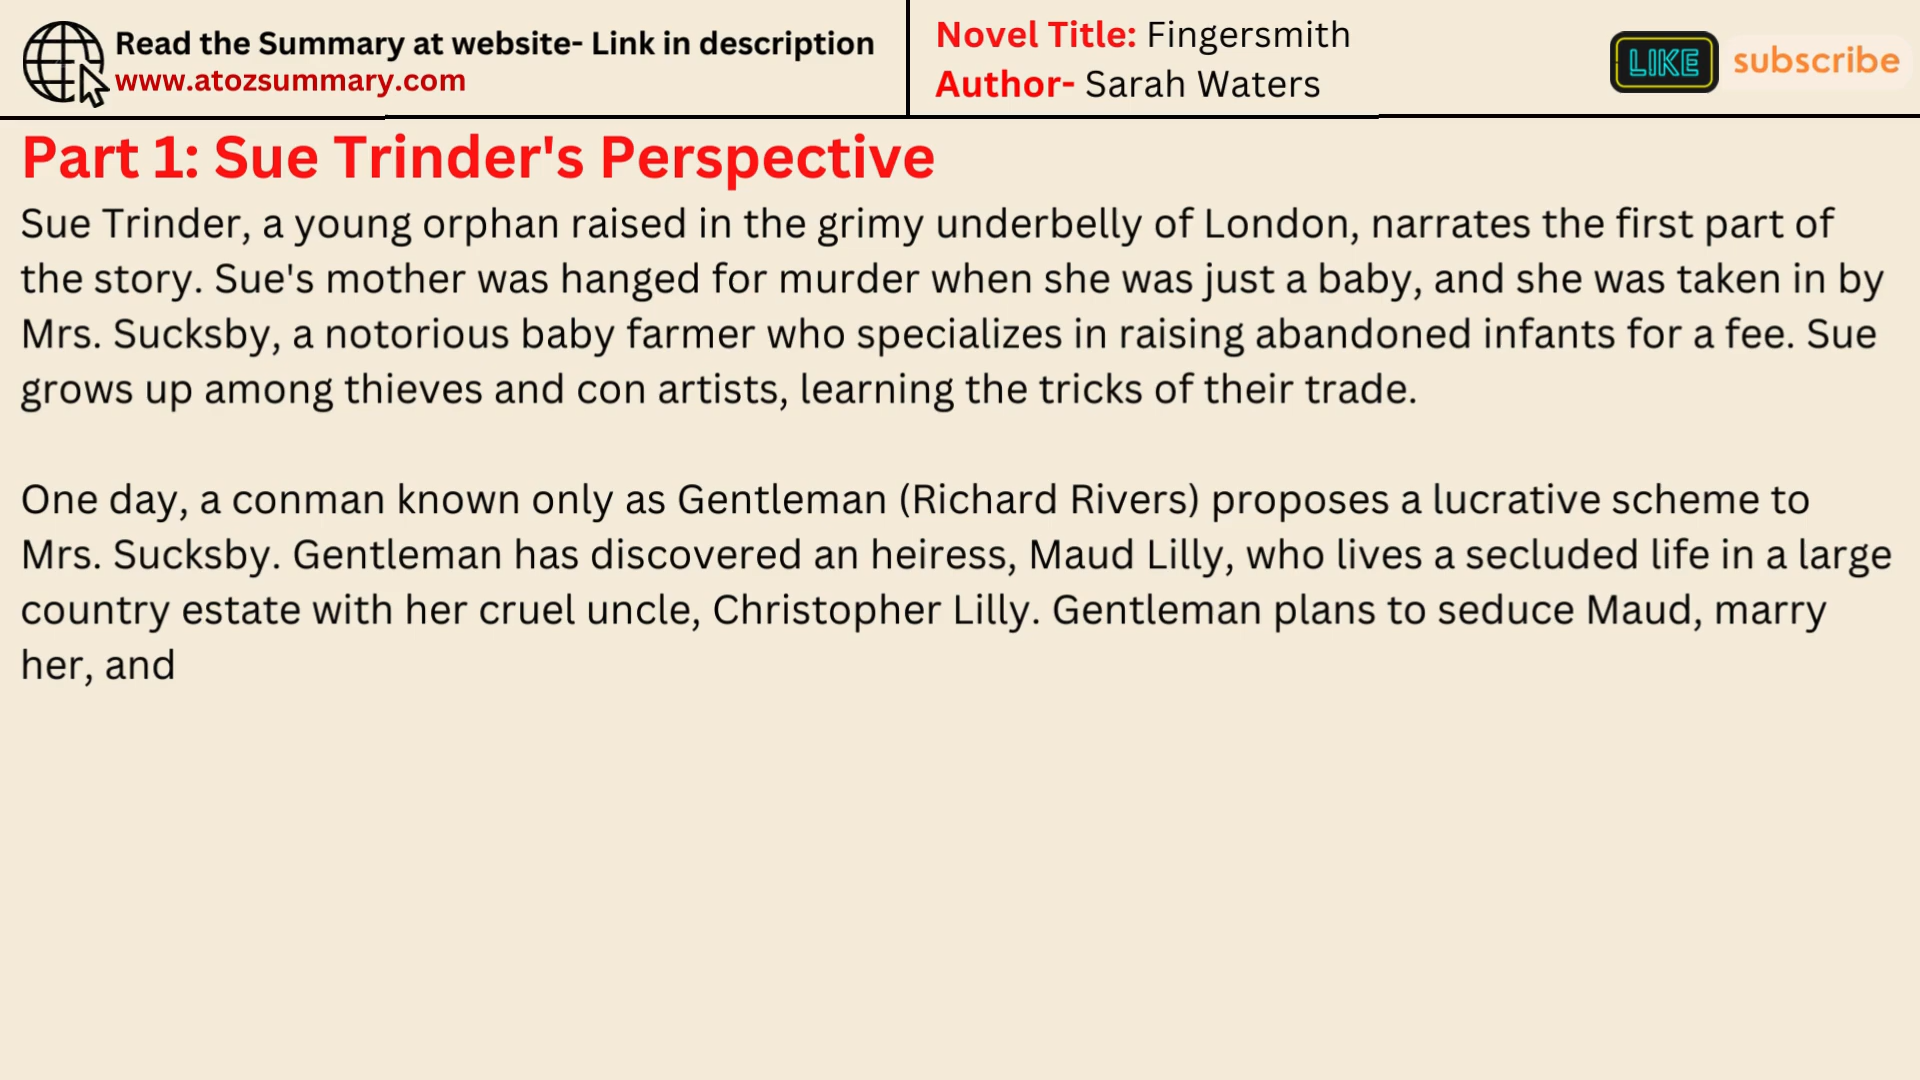 Read the Summary at website- Link in description
www.atozsummary.com
Novel Title: Fingersmith
Author- Sarah Waters
LIKE
subscribe
Part 1: Sue Trinder's Perspective
Sue Trinder, a young orphan raised in the grimy underbelly of London, narrates the first part of
the story. Sue's mother was hanged for murder when she was just a baby, and she was taken in by
Mrs. Sucksby, a notorious baby farmer who specializes in raising abandoned infants for a fee. Sue
grows up among thieves and con artists, learning the tricks of their trade.
One day, a conman known only as Gentleman (Richard Rivers) proposes a lucrative scheme to
Mrs. Sucksby. Gentleman has discovered an heiress, Maud Lilly, who lives a secluded life in a large
country estate with her cruel uncle, Christopher Lilly. Gentleman plans to seduce Maud, marry
her, and